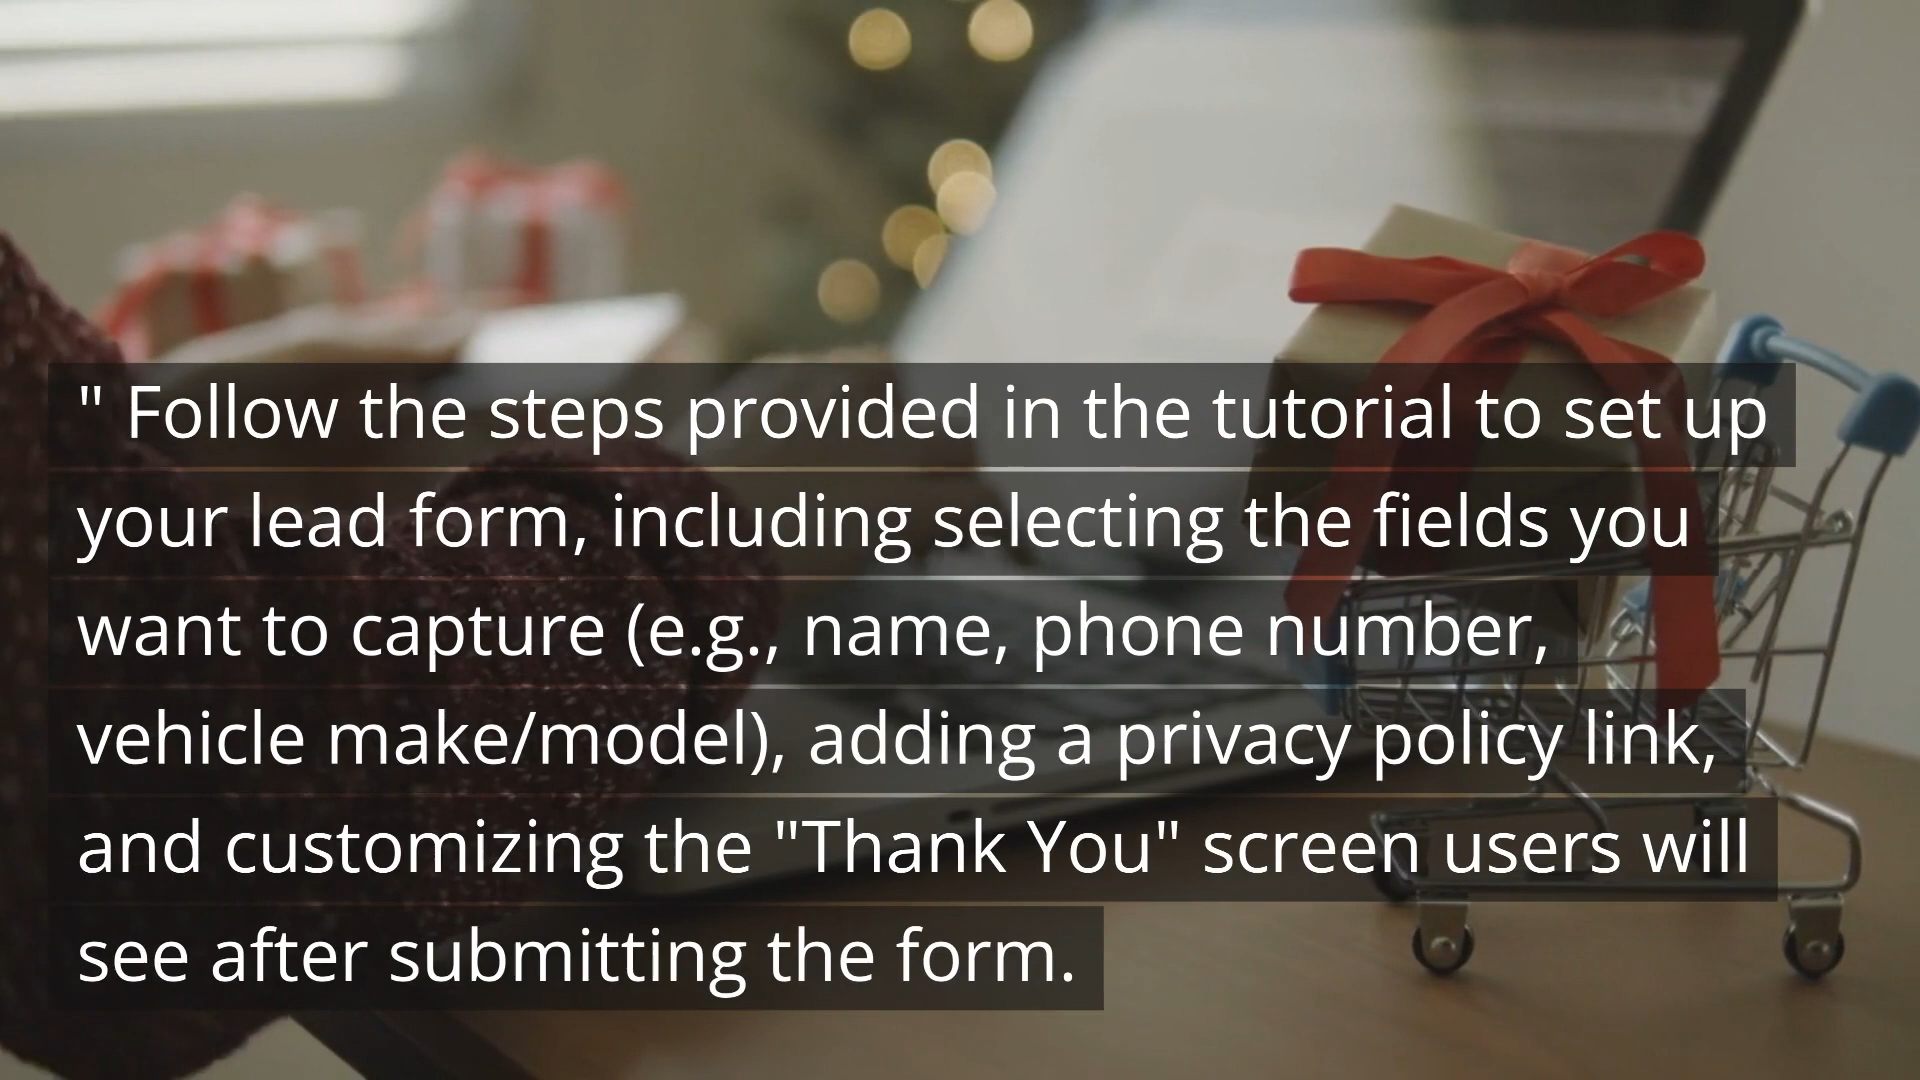 " Follow the steps provided in the tutorial to set up
your lead form, including selecting the fields you
want to capture (e.g., name, phone number,
vehicle make/model), adding a privacy policy link,
and customizing the "Thank You" screen users will
see after submitting the form.